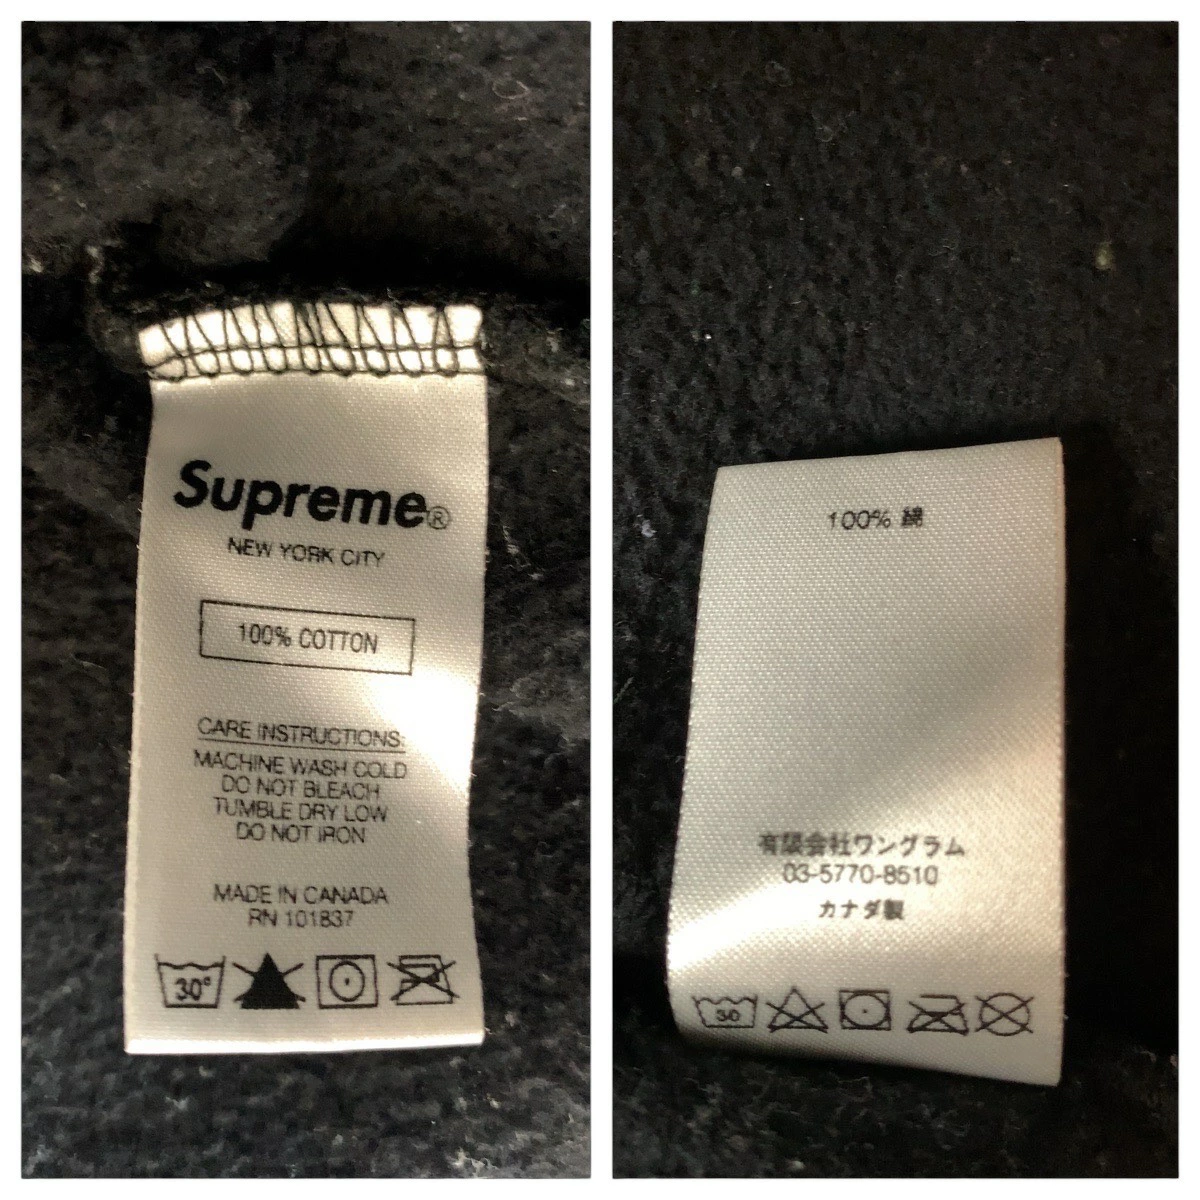 Supreme®
NEW YORK CITY
100% COTTON
CARE INSTRUCTIONS:
MACHINE WASH COLD
DO NOT BLEACH
TUMBLE DRY LOW
DO NOT IRON
MADE IN CANADA
RN 101837
30°
100% 綿
有限会社ワングラム
03-5770-8510
カナダ製
30